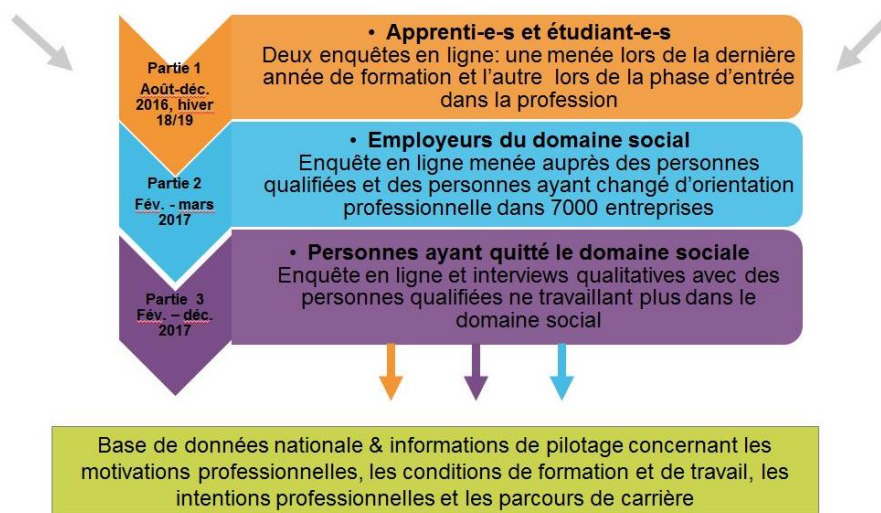 • Apprenti-e-s et étudiant-e-s
Deux enquêtes en ligne: une menée lors de la dernière
année de formation et l'autre lors de la phase d'entrée
dans la profession
Partie 1
Août-déc.
2016, hiver
18/19
• Employeurs du domaine social
Enquête en ligne menée auprès des personnes
qualifiées et des personnes ayant changé d'orientation
professionnelle dans 7000 entreprises
Partie 2
Fév. - mars
2017
• Personnes ayant quitté le domaine sociale
Enquête en ligne et interviews qualitatives avec des
personnes qualifiées ne travaillant plus dans le
domaine social
Partie 3
Fév. – déc.
2017
Base de données nationale & informations de pilotage concernant les
motivations professionnelles, les conditions de formation et de travail, les
intentions professionnelles et les parcours de carrière